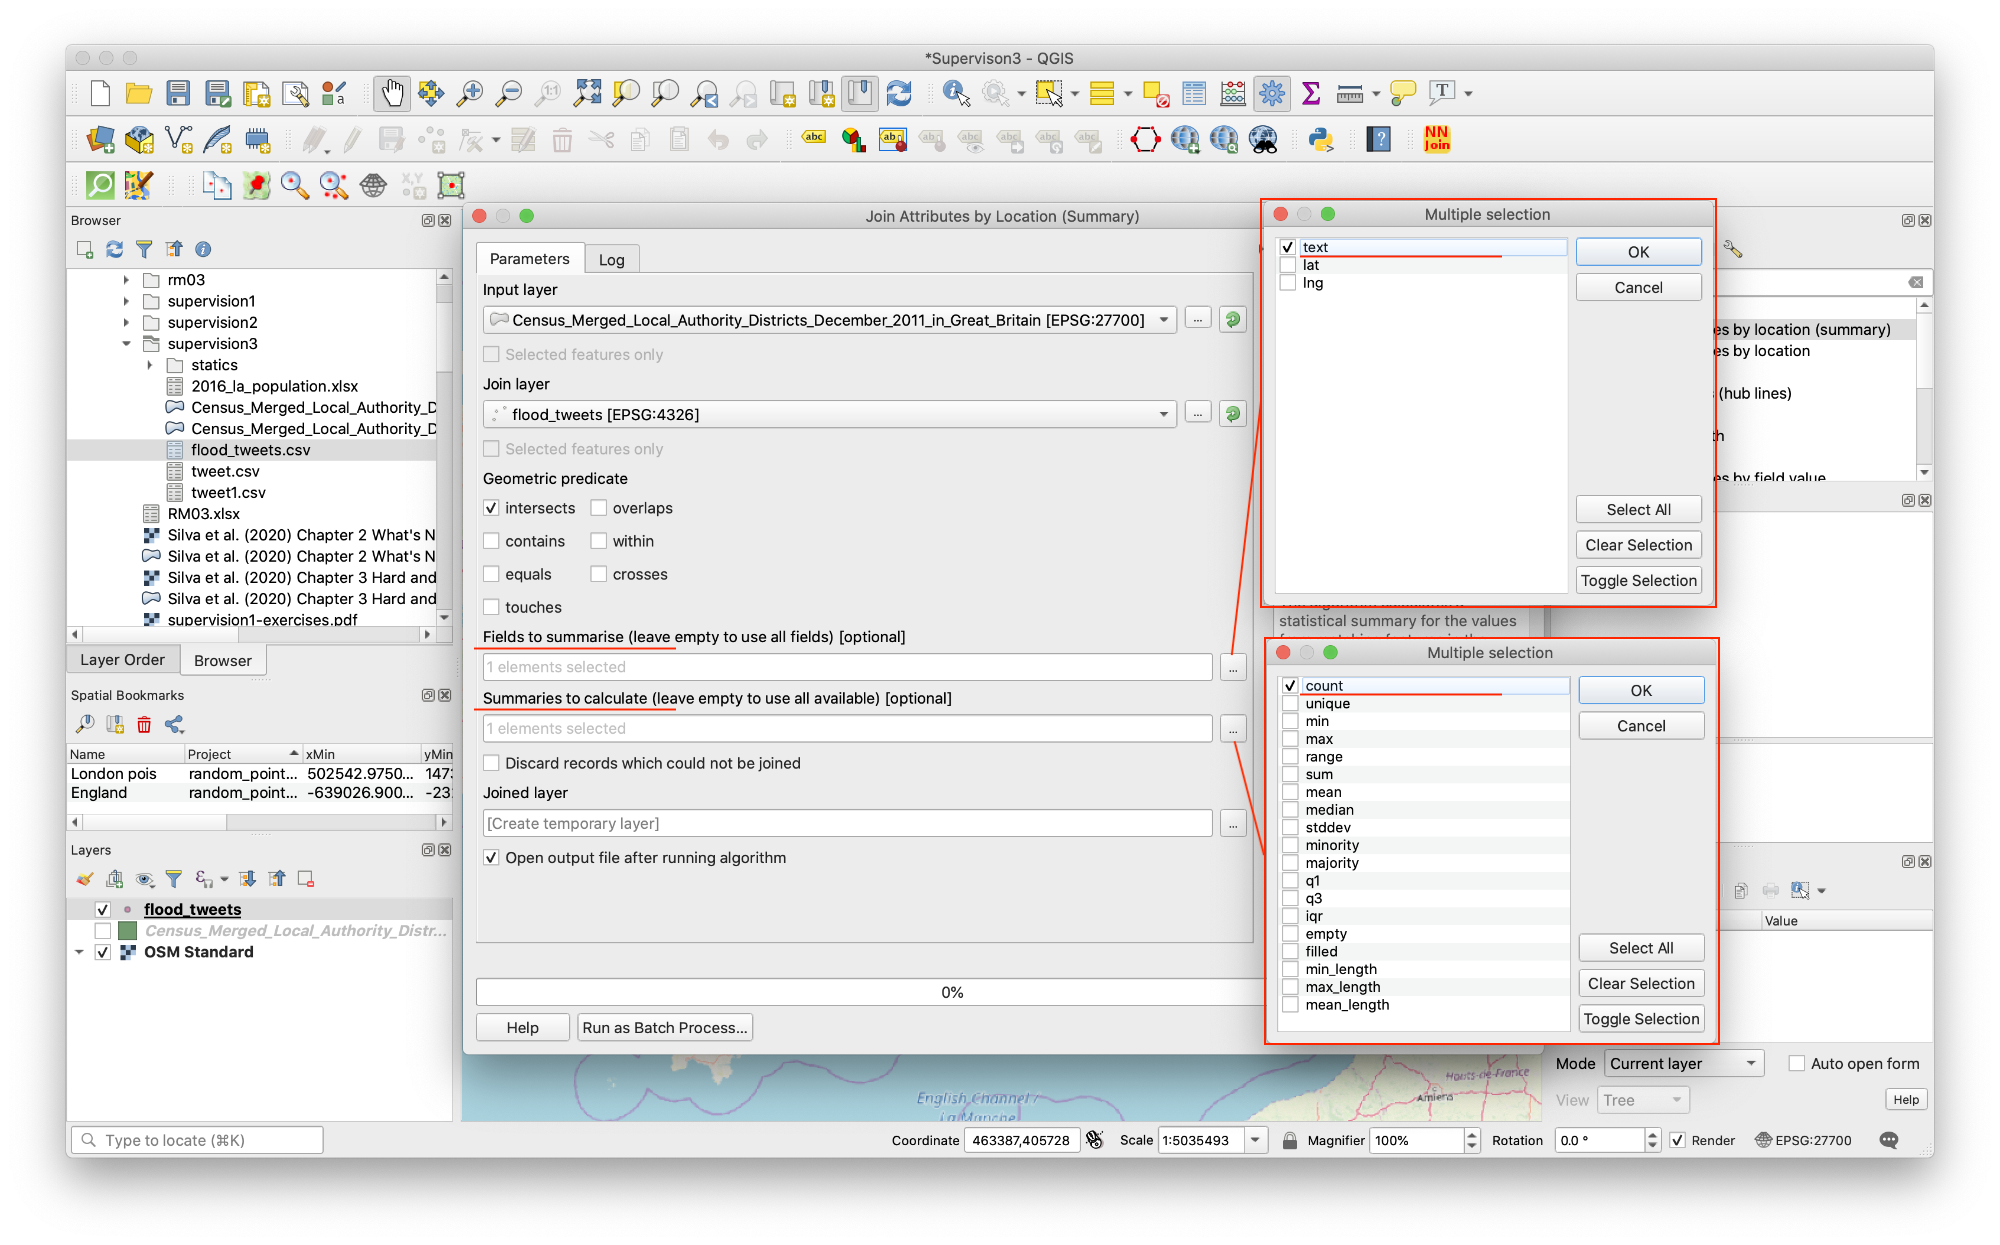 *Supervison3 - QGIS
NN
join
Browser
rm03
supervision1
supervision2
supervision3
statics
2016_la_population.xlsx
Census_Merged_Local_Authority_D
Census_Merged_Local_Authority_D
flood_tweets.csv
tweet.csv
tweet1.csv
RM03.xlsx
Silva et al. (2020) Chapter 2 What's N
Silva et al. (2020) Chapter 2 What's N
Silva et al. (2020) Chapter 3 Hard and
Silva et al. (2020) Chapter 3 Hard and
supervision1-exercises.pdf
Layer Order
Browser
Spatial Bookmarks
Name Project xMin yMin
London pois random_point... 502542.9750... 1473
England random_point... -639026.900... -23
Layers
flood_tweets
Census_Merged_Local_Authority_Distr...
OSM Standard
Join Attributes by Location (Summary)
Parameters
Log
Input layer
Census_Merged_Local_Authority_Districts_December_2011_in_Great_Britain [EPSG:27700]
...
Selected features only
Join layer
flood_tweets [EPSG:4326]
...
Selected features only
Geometric predicate
intersects overlaps
contains within
equals crosses
touches
Fields to summarise (leave empty to use all fields) [optional]
1 elements selected
...
Summaries to calculate (leave empty to use all available) [optional]
1 elements selected
...
Discard records which could not be joined
Joined layer
[Create temporary layer]
...
Open output file after running algorithm
0%
Help
Run as Batch Process...
Multiple selection
text
lat
lng
OK
Cancel
Select All
Clear Selection
Toggle Selection
es by location (summary)
es by location
(hub lines)
th
es by field value
statistical summary for the values
Multiple selection
count
unique
min
max
range
sum
mean
median
stddev
minority
majority
q1
q3
iqr
empty
filled
min_length
max_length
mean_length
OK
Cancel
Select All
Clear Selection
Toggle Selection
Value
Mode Current layer Auto open form
View Tree Help
English Channel /
La Manche
Hauts-de-France
Amiens
Type to locate (⌘K)
Coordinate 463387,405728 Scale 1:5035493 Magnifier 100% Rotation 0.0 ° Render EPSG:27700